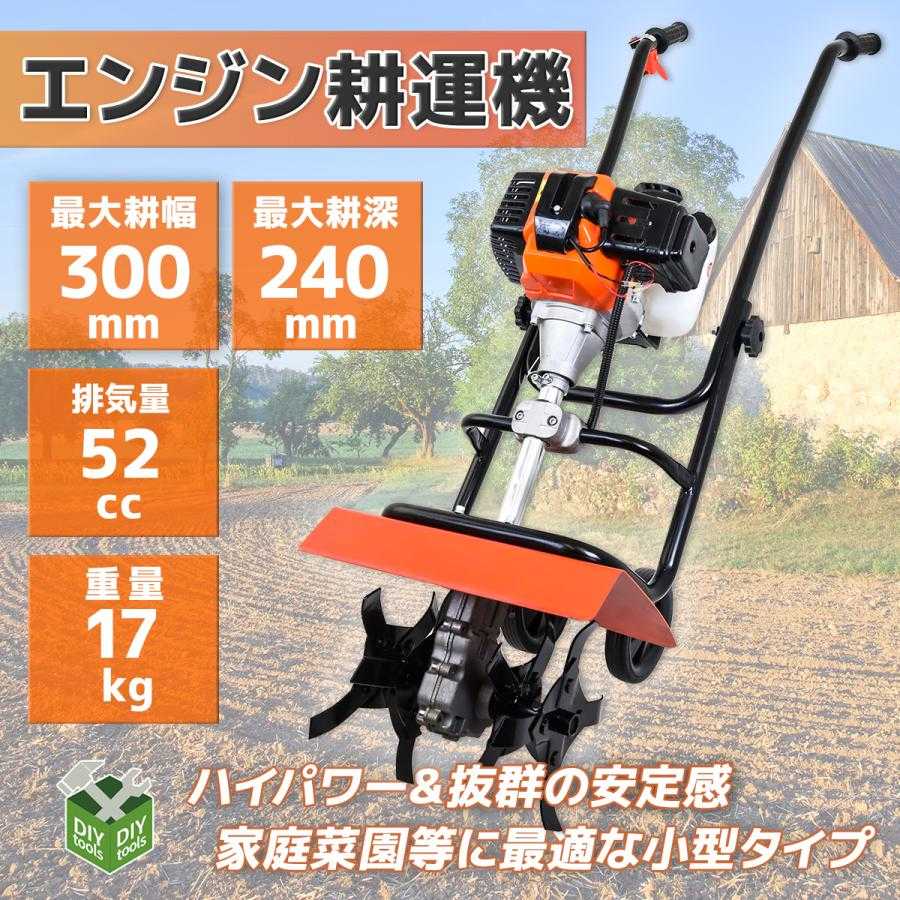 エンジン耕運機
最大耕幅
300
mm
最大耕深
240
mm
排気量
52
cc
重量
17
kg
DIY
tools
DIY
tools
ハイパワー&抜群の安定感
家庭菜園等に最適な小型タイプ